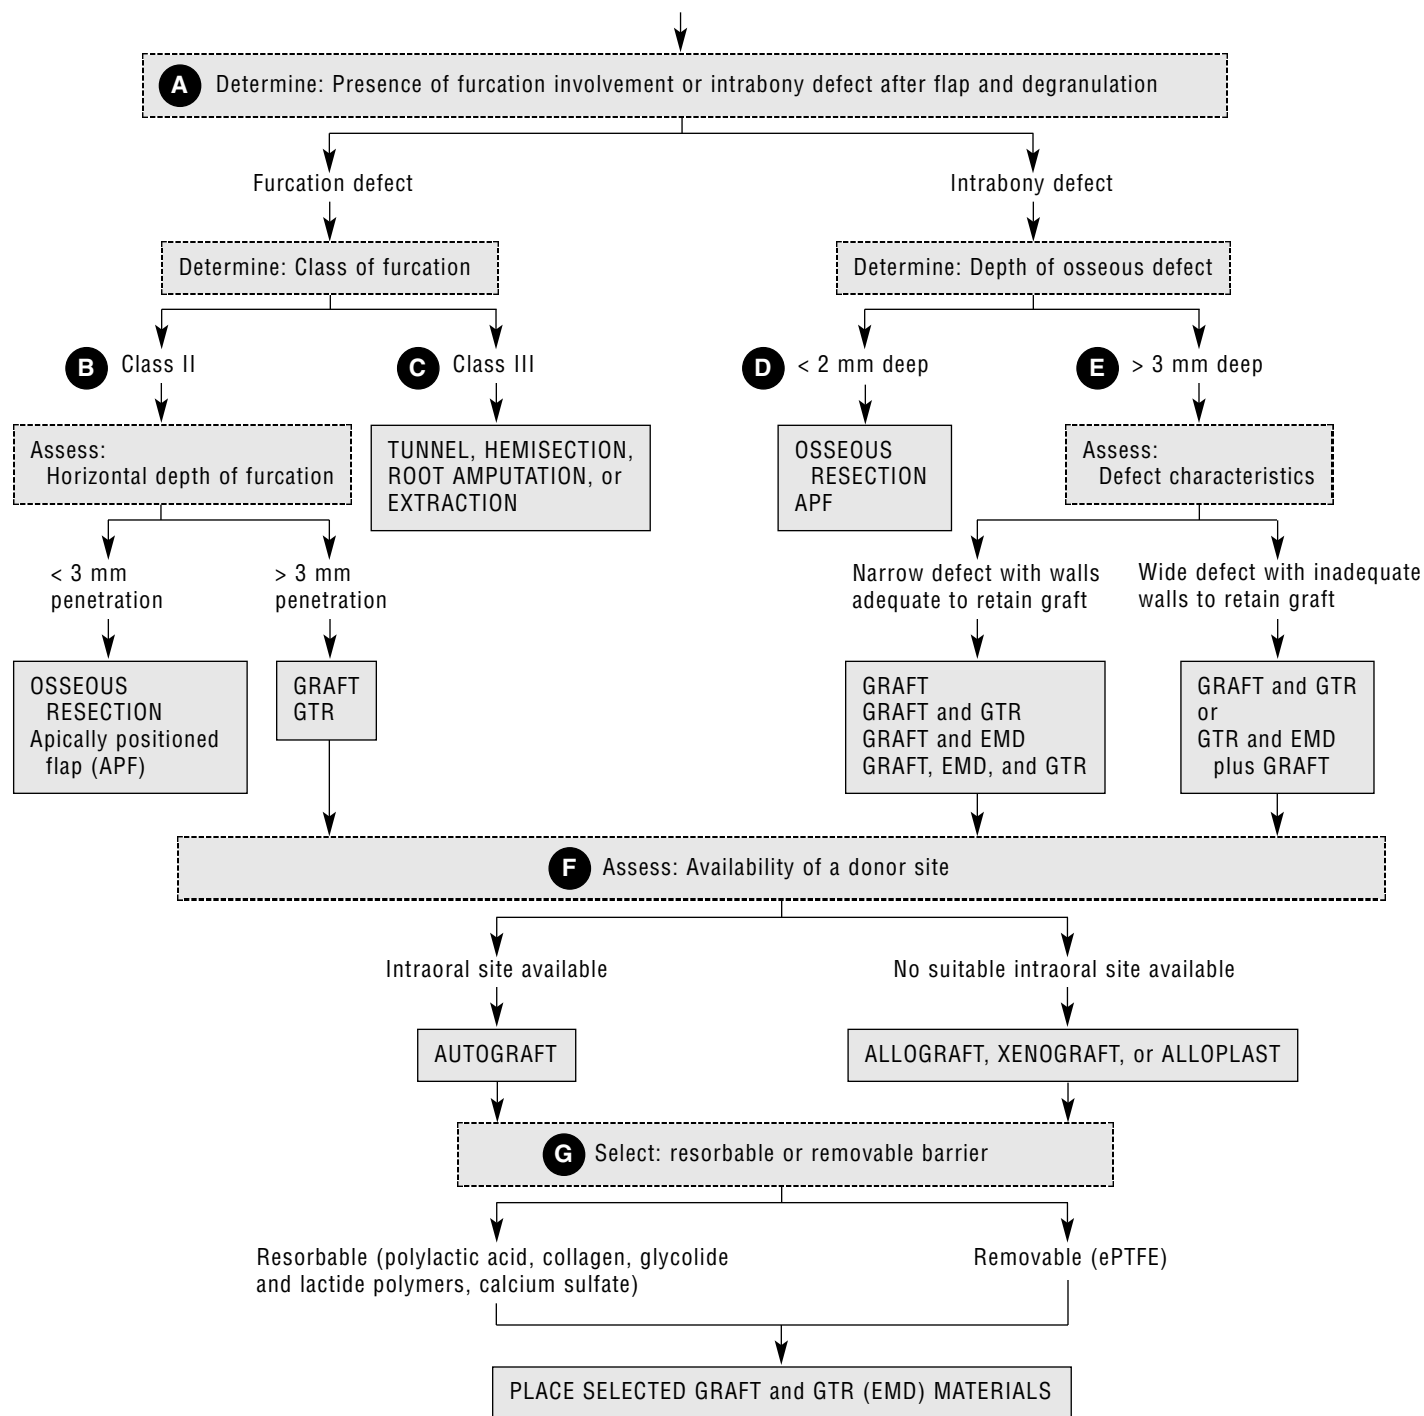 A Determine: Presence of furcation involvement or intrabony defect after flap and degranulation
Furcation defect
Intrabony defect
Determine: Class of furcation
Determine: Depth of osseous defect
B Class II
C Class III
D < 2 mm deep
E > 3 mm deep
Assess:
Horizontal depth of furcation
TUNNEL, HEMISECTION,
ROOT AMPUTATION, or
EXTRACTION
OSSEOUS
RESECTION
APF
Assess:
Defect characteristics
< 3 mm
penetration
> 3 mm
penetration
Narrow defect with walls
adequate to retain graft
Wide defect with inadequate
walls to retain graft
OSSEOUS
RESECTION
Apically positioned
flap (APF)
GRAFT
GTR
GRAFT
GRAFT and GTR
GRAFT and EMD
GRAFT, EMD, and GTR
GRAFT and GTR
or
GTR and EMD
plus GRAFT
F Assess: Availability of a donor site
Intraoral site available
No suitable intraoral site available
AUTOGRAFT
ALLOGRAFT, XENOGRAFT, or ALLOPLAST
G Select: resorbable or removable barrier
Resorbable (polylactic acid, collagen, glycolide
and lactide polymers, calcium sulfate)
Removable (ePTFE)
PLACE SELECTED GRAFT and GTR (EMD) MATERIALS